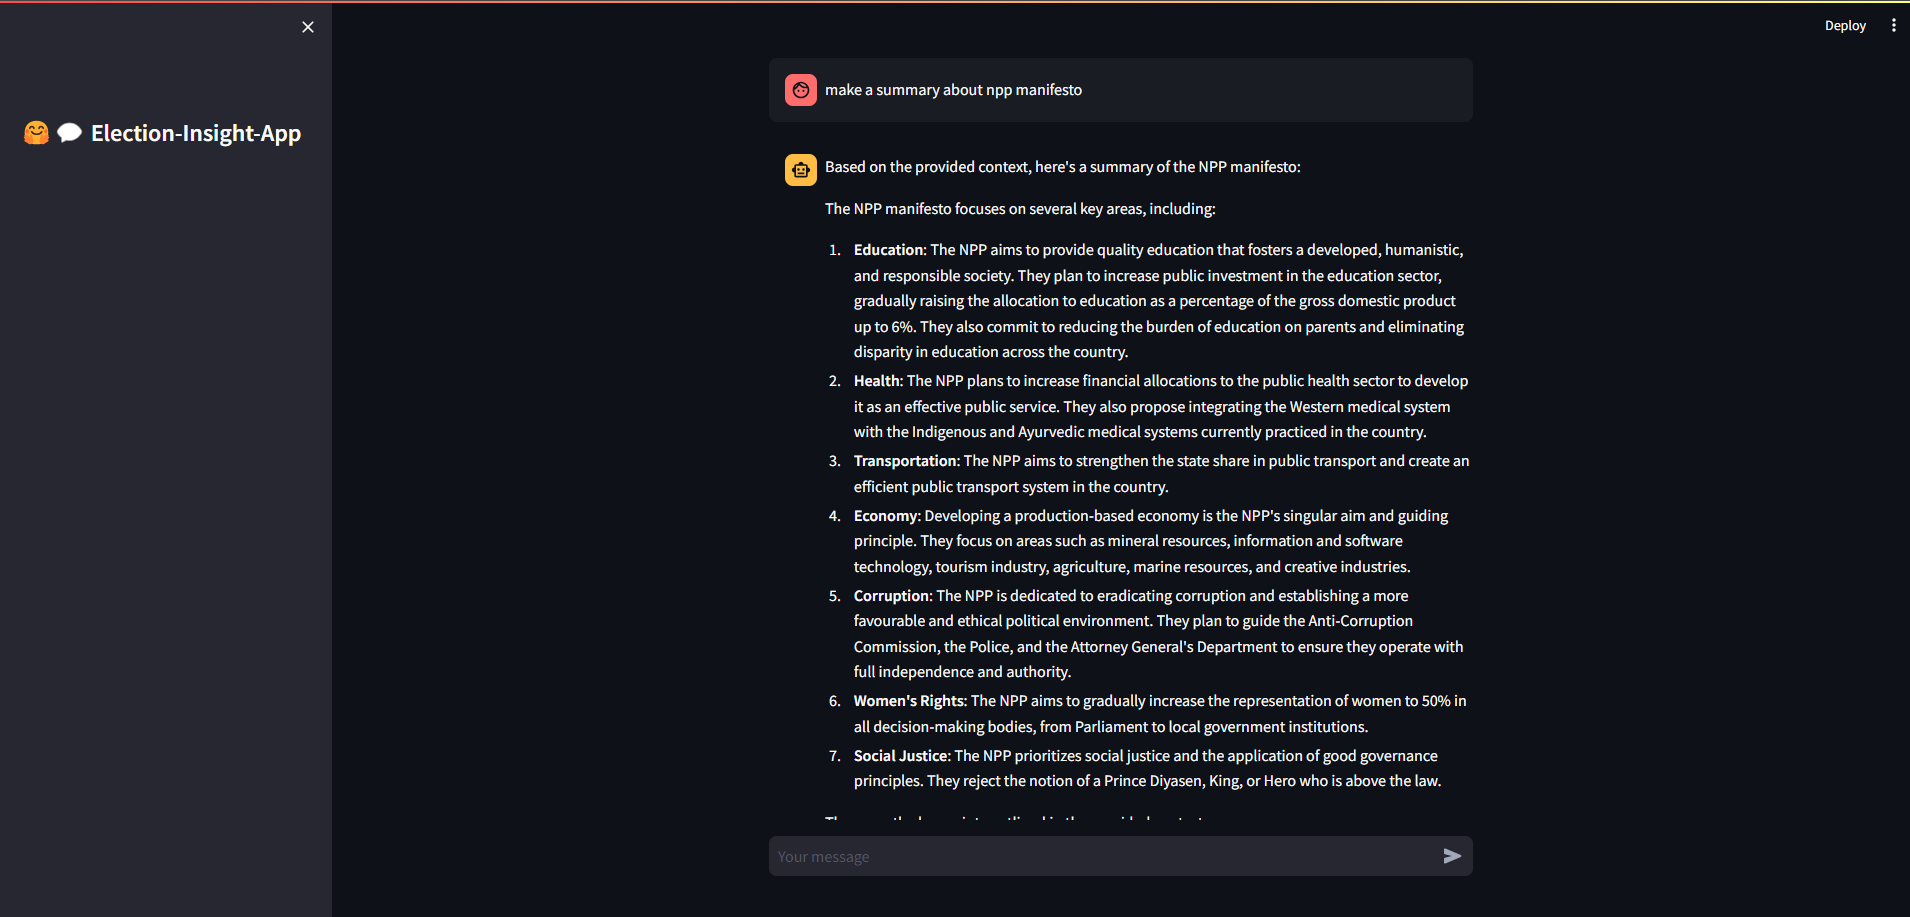 Deploy
Election-Insight-App
make a summary about npp manifesto
Based on the provided context, here's a summary of the NPP manifesto:
The NPP manifesto focuses on several key areas, including:
1. Education: The NPP aims to provide quality education that fosters a developed, humanistic,
and responsible society. They plan to increase public investment in the education sector,
gradually raising the allocation to education as a percentage of the gross domestic product
up to 6%. They also commit to reducing the burden of education on parents and eliminating
disparity in education across the country.
2. Health: The NPP plans to increase financial allocations to the public health sector to develop
it as an effective public service. They also propose integrating the Western medical system
with the Indigenous and Ayurvedic medical systems currently practiced in the country.
3. Transportation: The NPP aims to strengthen the state share in public transport and create an
efficient public transport system in the country.
4. Economy: Developing a production-based economy is the NPP's singular aim and guiding
principle. They focus on areas such as mineral resources, information and software
technology, tourism industry, agriculture, marine resources, and creative industries.
5. Corruption: The NPP is dedicated to eradicating corruption and establishing a more
favourable and ethical political environment. They plan to guide the Anti-Corruption
Commission, the Police, and the Attorney General's Department to ensure they operate with
full independence and authority.
6. Women's Rights: The NPP aims to gradually increase the representation of women to 50% in
all decision-making bodies, from Parliament to local government institutions.
7. Social Justice: The NPP prioritizes social justice and the application of good governance
principles. They reject the notion of a Prince Diyasen, King, or Hero who is above the law.
Your message